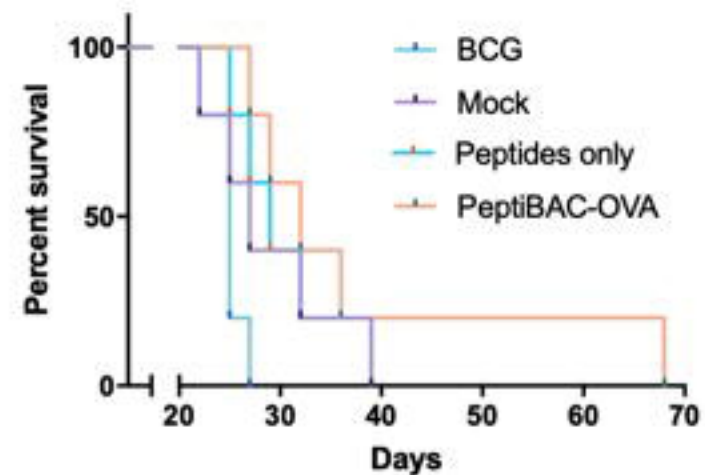 Percent survival
100
50
0
BCG
Mock
Peptides only
PeptiBAC-OVA
20 30 40 50 60 70
Days